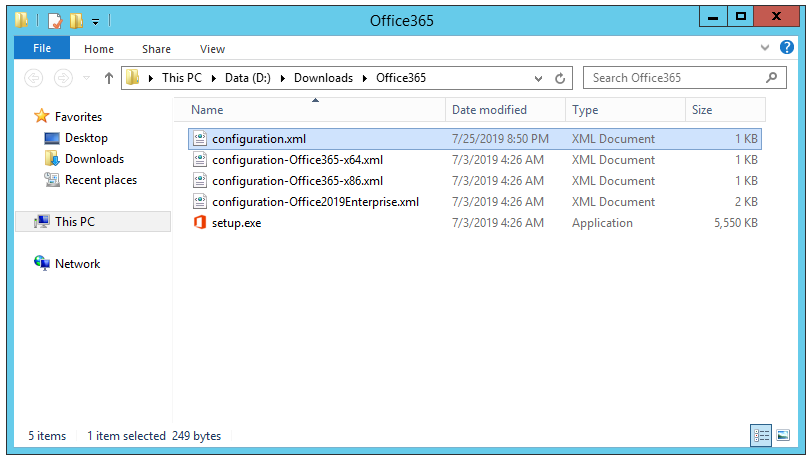 Office365
File Home Share View
This PC Data (D:) Downloads Office365 Search Office365
Name Date modified Type Size
Favorites
Desktop
Downloads
Recent places
This PC
Network
configuration.xml 7/25/2019 8:50 PM XML Document 1 KB
configuration-Office365-x64.xml 7/3/2019 4:26 AM XML Document 1 KB
configuration-Office365-x86.xml 7/3/2019 4:26 AM XML Document 1 KB
configuration-Office2019Enterprise.xml 7/3/2019 4:26 AM XML Document 2 KB
setup.exe 7/3/2019 4:26 AM Application 5,550 KB
5 items 1 item selected 249 bytes